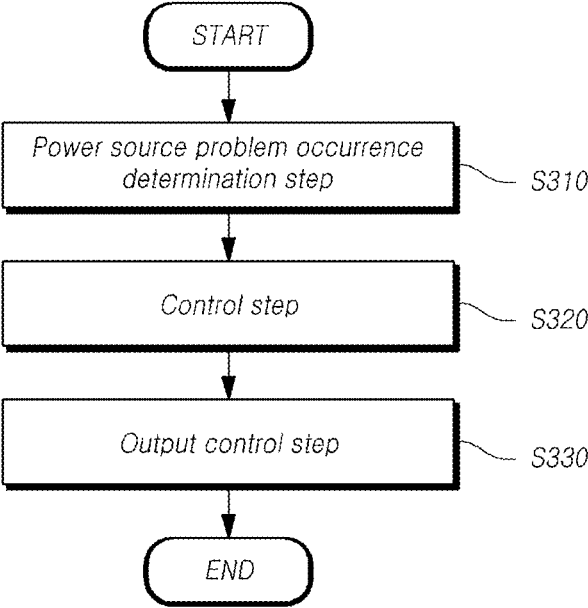 START
Power source problem occurrence
determination step
S310
Control step
S320
Output control step
S330
END